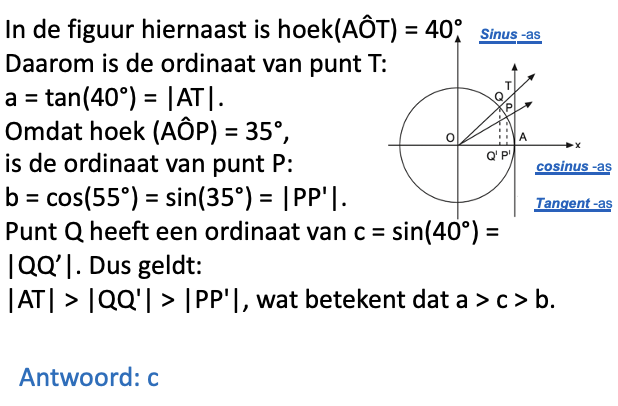 In de figuur hiernaast is hoek(AÔT) = 40°.
Sinus -as
Daarom is de ordinaat van punt T:
a = tan(40°) = |AT|.
Omdat hoek (AÔP) = 35°,
is de ordinaat van punt P:
b = cos(55°) = sin(35°) = |PP'|.
Punt Q heeft een ordinaat van c = sin(40°) =
|QQ’|. Dus geldt:
|AT| > |QQ'| > |PP'|, wat betekent dat a > c > b.
Antwoord: c
T
Q
P
O
A
x
Q' P'
cosinus -as
Tangent -as